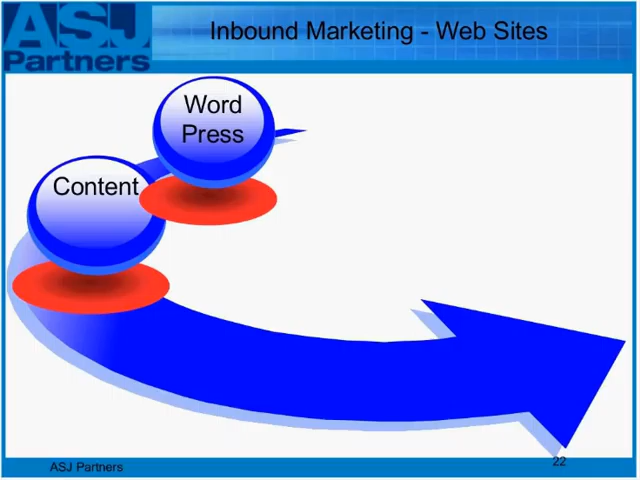 ASJ
Partners
Inbound Marketing - Web Sites
Word
Press
Content
ASJ Partners
22